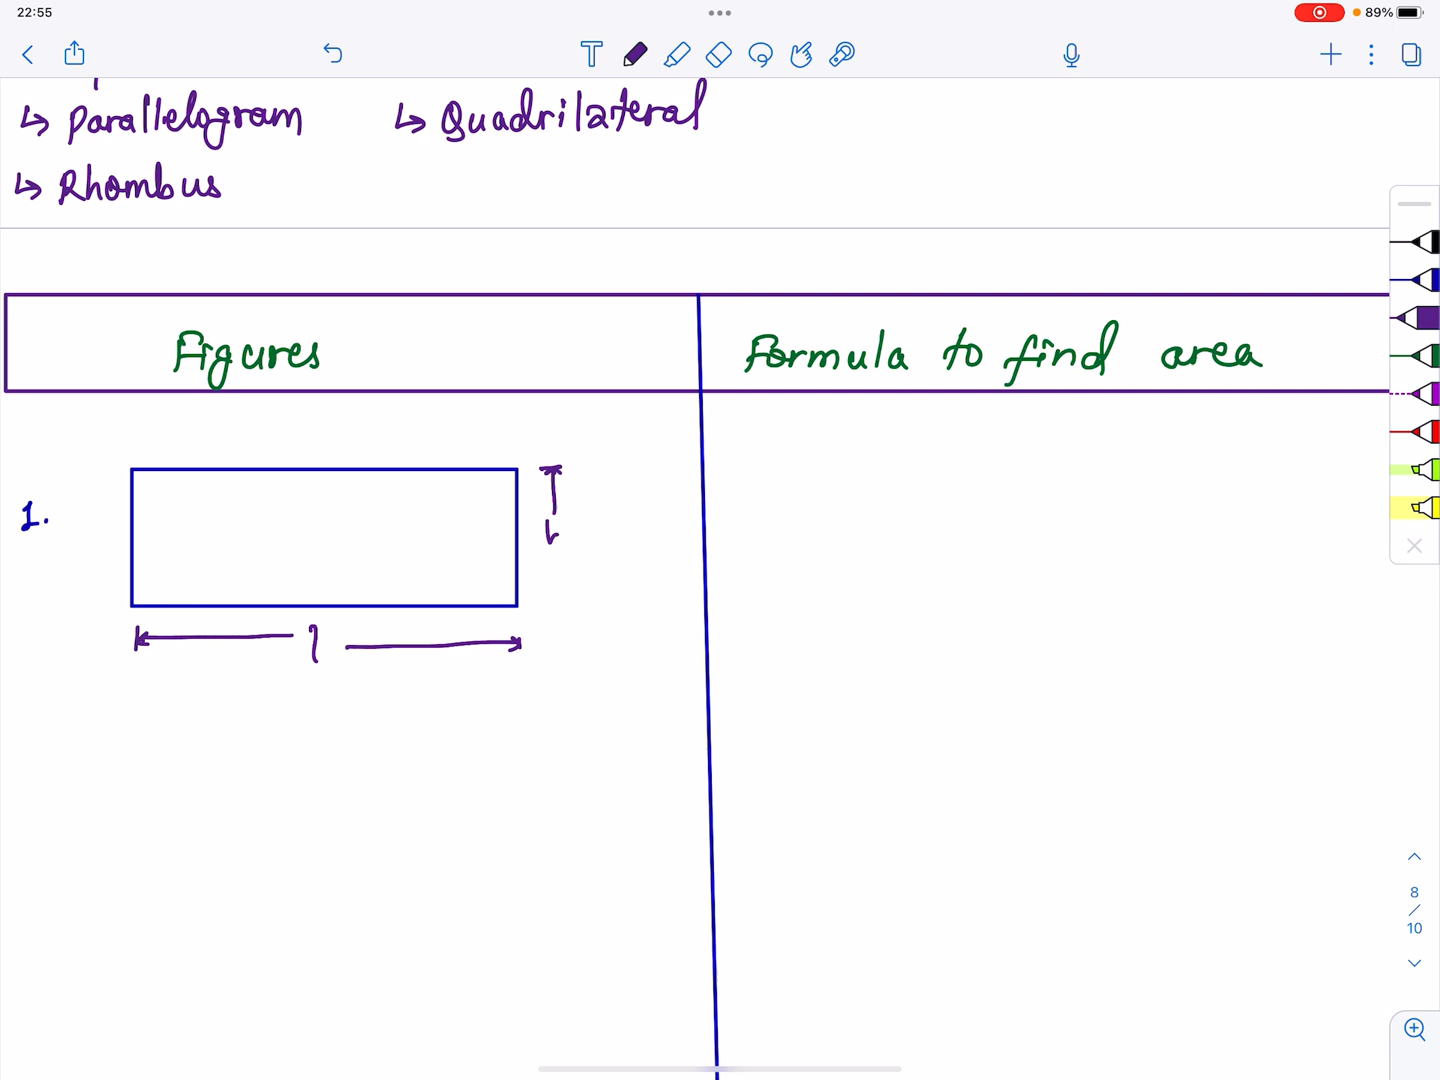 22:55
89%
↳ Parallelogram ↳ Quadrilateral
↳ Rhombus
Figures Formula to find area
1.
l
8
/
10